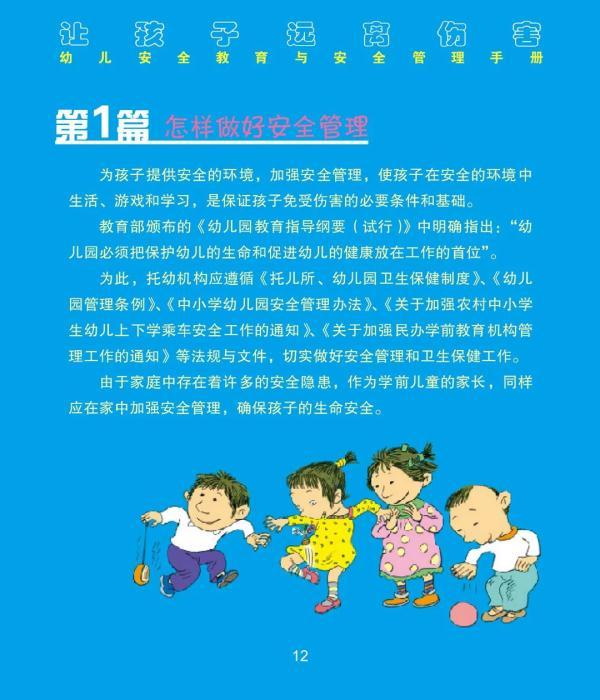 让孩子远离伤害
幼儿安全教育与安全管理手册
第1篇 怎样做好安全管理
为孩子提供安全的环境，加强安全管理，使孩子在安全的环境中
生活、游戏和学习，是保证孩子免受伤害的必要条件和基础。
教育部颁布的《幼儿园教育指导纲要（试行）》中明确指出：“幼
儿园必须把保护幼儿的生命和促进幼儿的健康放在工作的首位”。
为此，托幼机构应遵循《托儿所、幼儿园卫生保健制度》、《幼儿
园管理条例》、《中小学幼儿园安全管理办法》、《关于加强农村中小学
生幼儿上下学乘车安全工作的通知》、《关于加强民办学前教育机构管
理工作的通知》等法规与文件，切实做好安全管理和卫生保健工作。
由于家庭中存在着许多的安全隐患，作为学前儿童的家长，同样
应在家中加强安全管理，确保孩子的生命安全。
12